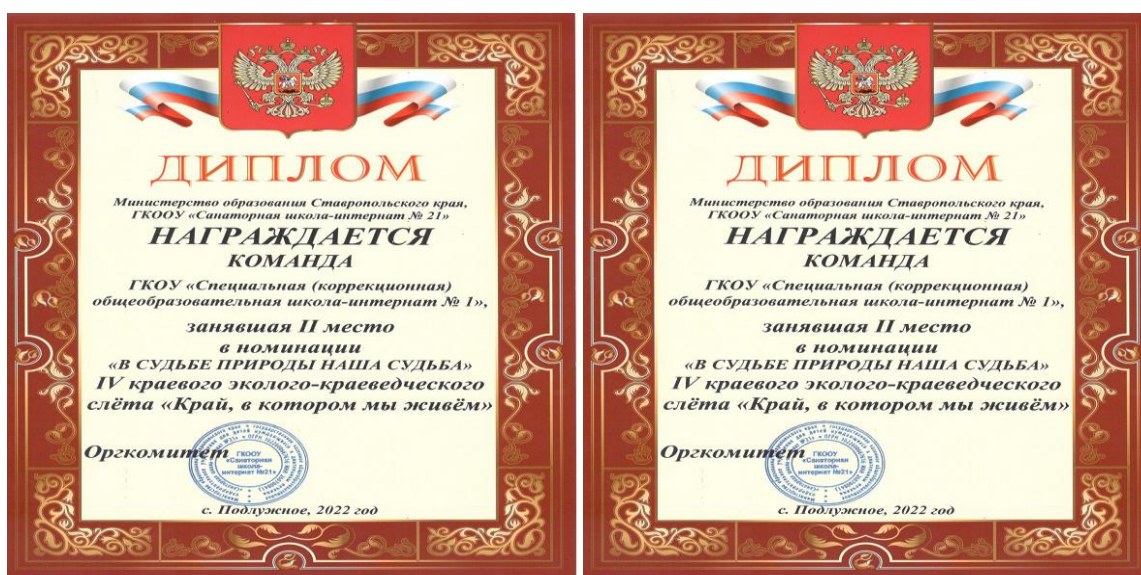 ДИПЛОМ
Министерство образования Ставропольского края,
ГКООУ «Санаторная школа-интернат № 21»
НАГРАЖДАЕТСЯ
КОМАНДА
ГКОУ «Специальная (коррекционная)
общеобразовательная школа-интернат № 1»,
занявшая II место
в номинации
«В СУДЬБЕ ПРИРОДЫ НАША СУДЬБА»
IV краевого эколого-краеведческого
слёта «Край, в котором мы живём»
Оргкомитет
ГКООУ
«Санаторная
школа-
интернат №21»
с. Подлужное, 2022 год
ДИПЛОМ
Министерство образования Ставропольского края,
ГКООУ «Санаторная школа-интернат № 21»
НАГРАЖДАЕТСЯ
КОМАНДА
ГКОУ «Специальная (коррекционная)
общеобразовательная школа-интернат № 1»,
занявшая II место
в номинации
«В СУДЬБЕ ПРИРОДЫ НАША СУДЬБА»
IV краевого эколого-краеведческого
слёта «Край, в котором мы живём»
Оргкомитет
ГКООУ
«Санаторная
школа-
интернат №21»
с. Подлужное, 2022 год